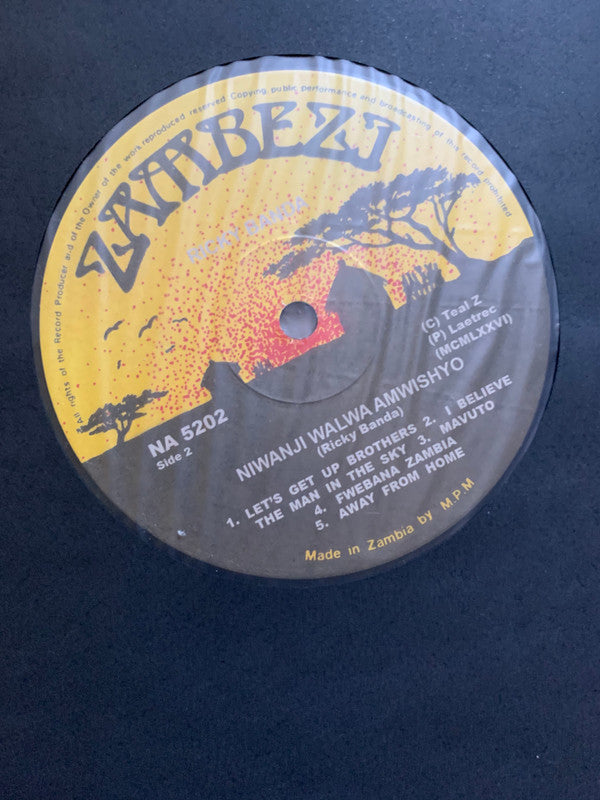 All rights of the Record Producer and of the Owner of the work reproduced reserved Copying, public performance and broadcasting of this record prohibited
ZAMBEZI
RICKY BANDA
(C) Teal Z
(P) Laetrec
(MCMLXXVI)
NA 5202
Side 2
NIWANJI WALWA AMWISHYO
(Ricky Banda)
1. LET'S GET UP BROTHERS 2. I BELIEVE
THE MAN IN THE SKY 3. MAVUTO
4. FWEBANA ZAMBIA
5. AWAY FROM HOME
Made in Zambia by M.P.M